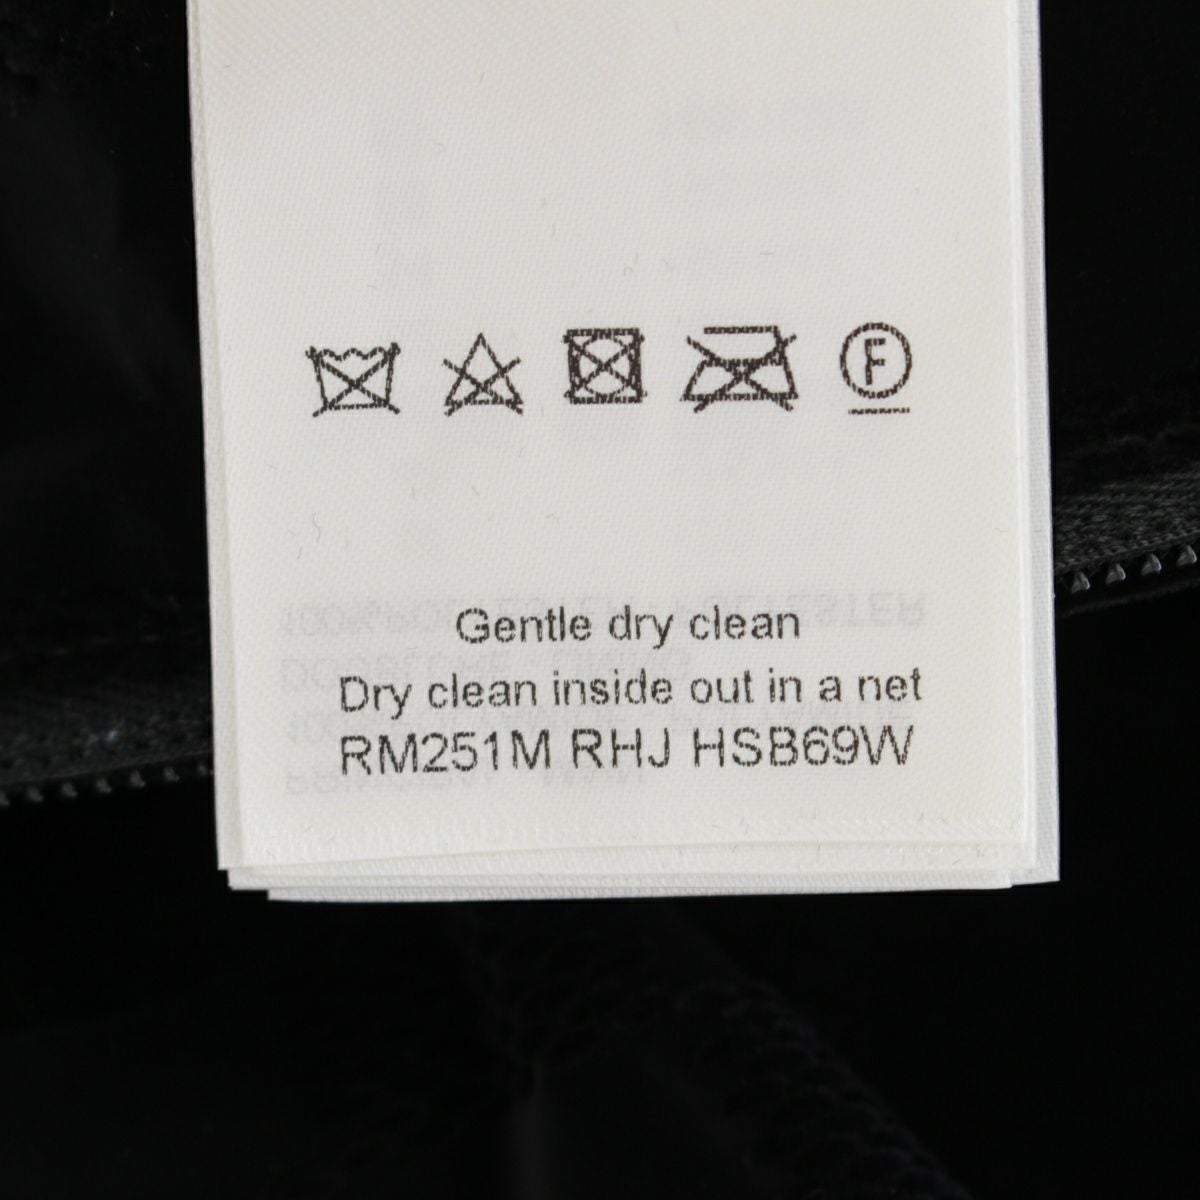 F
Gentle dry clean
Dry clean inside out in a net
RM251M RHJ HSB69W